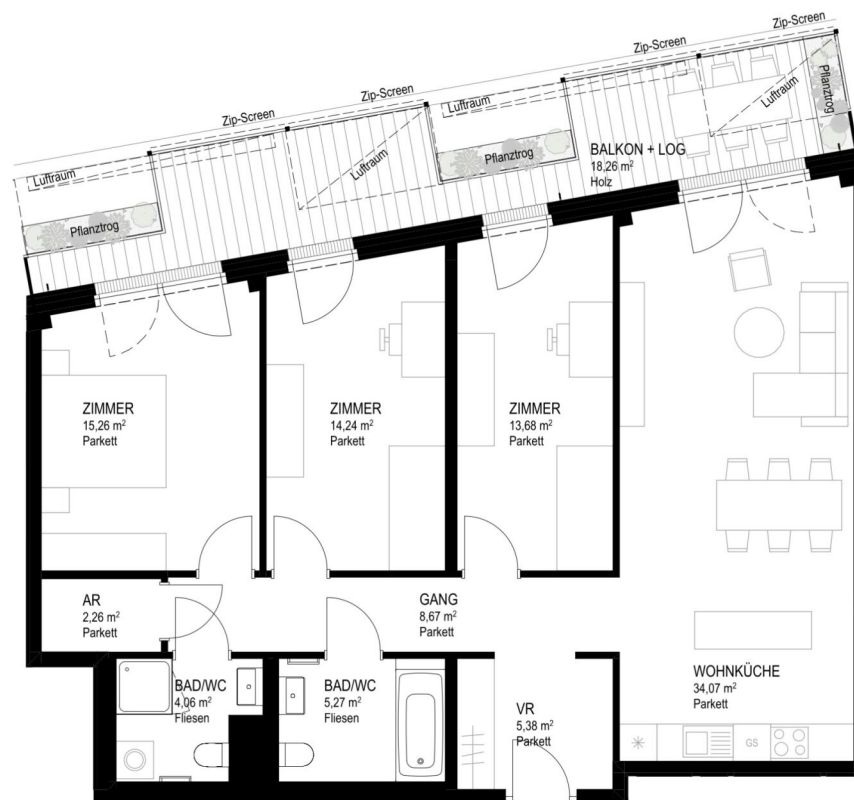 Zip-Screen
Zip-Screen
Zip-Screen
Zip-Screen
Luftraum
Luftraum
Luftraum
Luftraum
Pflanztrog
Pflanztrog
Pflanztrog
BALKON + LOG
18,26 m²
Holz
ZIMMER
15,26 m²
Parkett
ZIMMER
14,24 m²
Parkett
ZIMMER
13,68 m²
Parkett
AR
2,26 m²
Parkett
GANG
8,67 m²
Parkett
BAD/WC
4,06 m²
Fliesen
BAD/WC
5,27 m²
Fliesen
VR
5,38 m²
Parkett
WOHNKÜCHE
34,07 m²
Parkett
GS